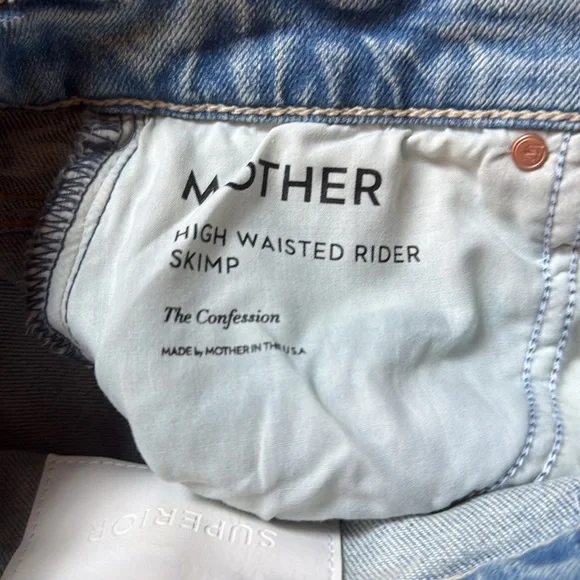 MOTHER
HIGH WAISTED RIDER
SKIMP
The Confession
MADE by MOTHER IN THE U.S.A
SUPERIOR